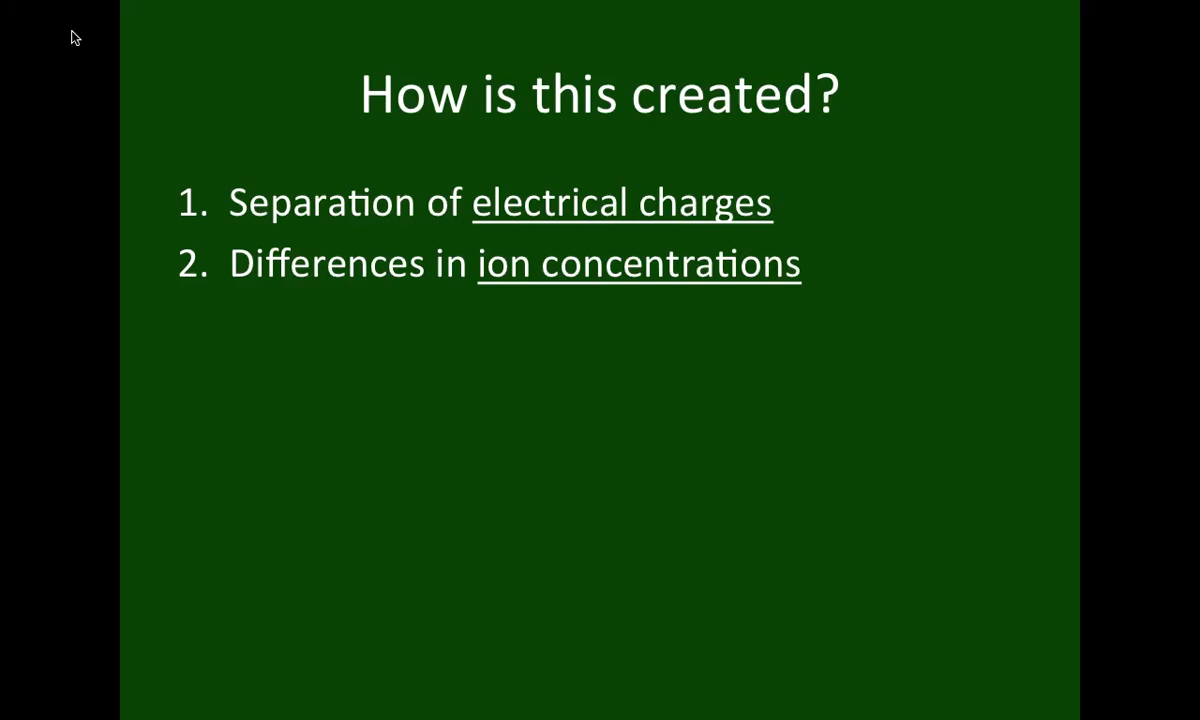 How is this created?
1. Separation of electrical charges
2. Differences in ion concentrations